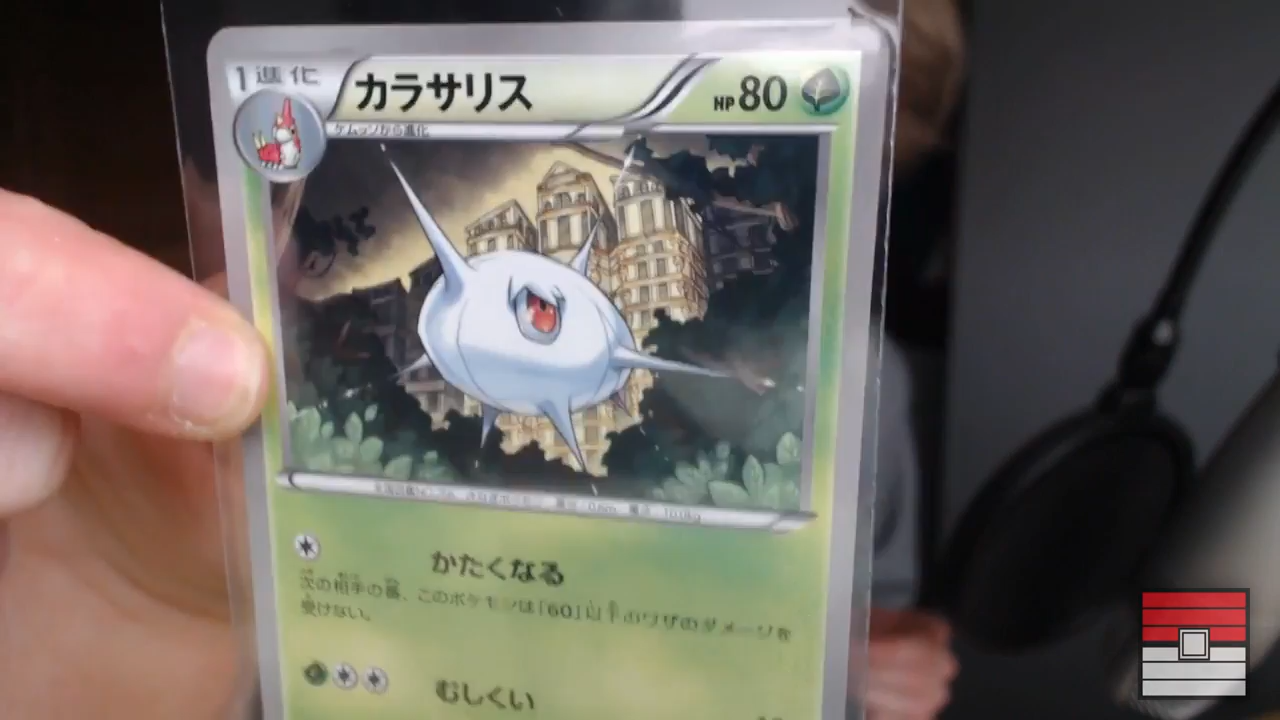 1進化
カラサリス
HP80
ケムッソから進化
かたくなる
次の相手の番、このポケモンは「60」以下のワザのダメージを
受けない。
むしくい